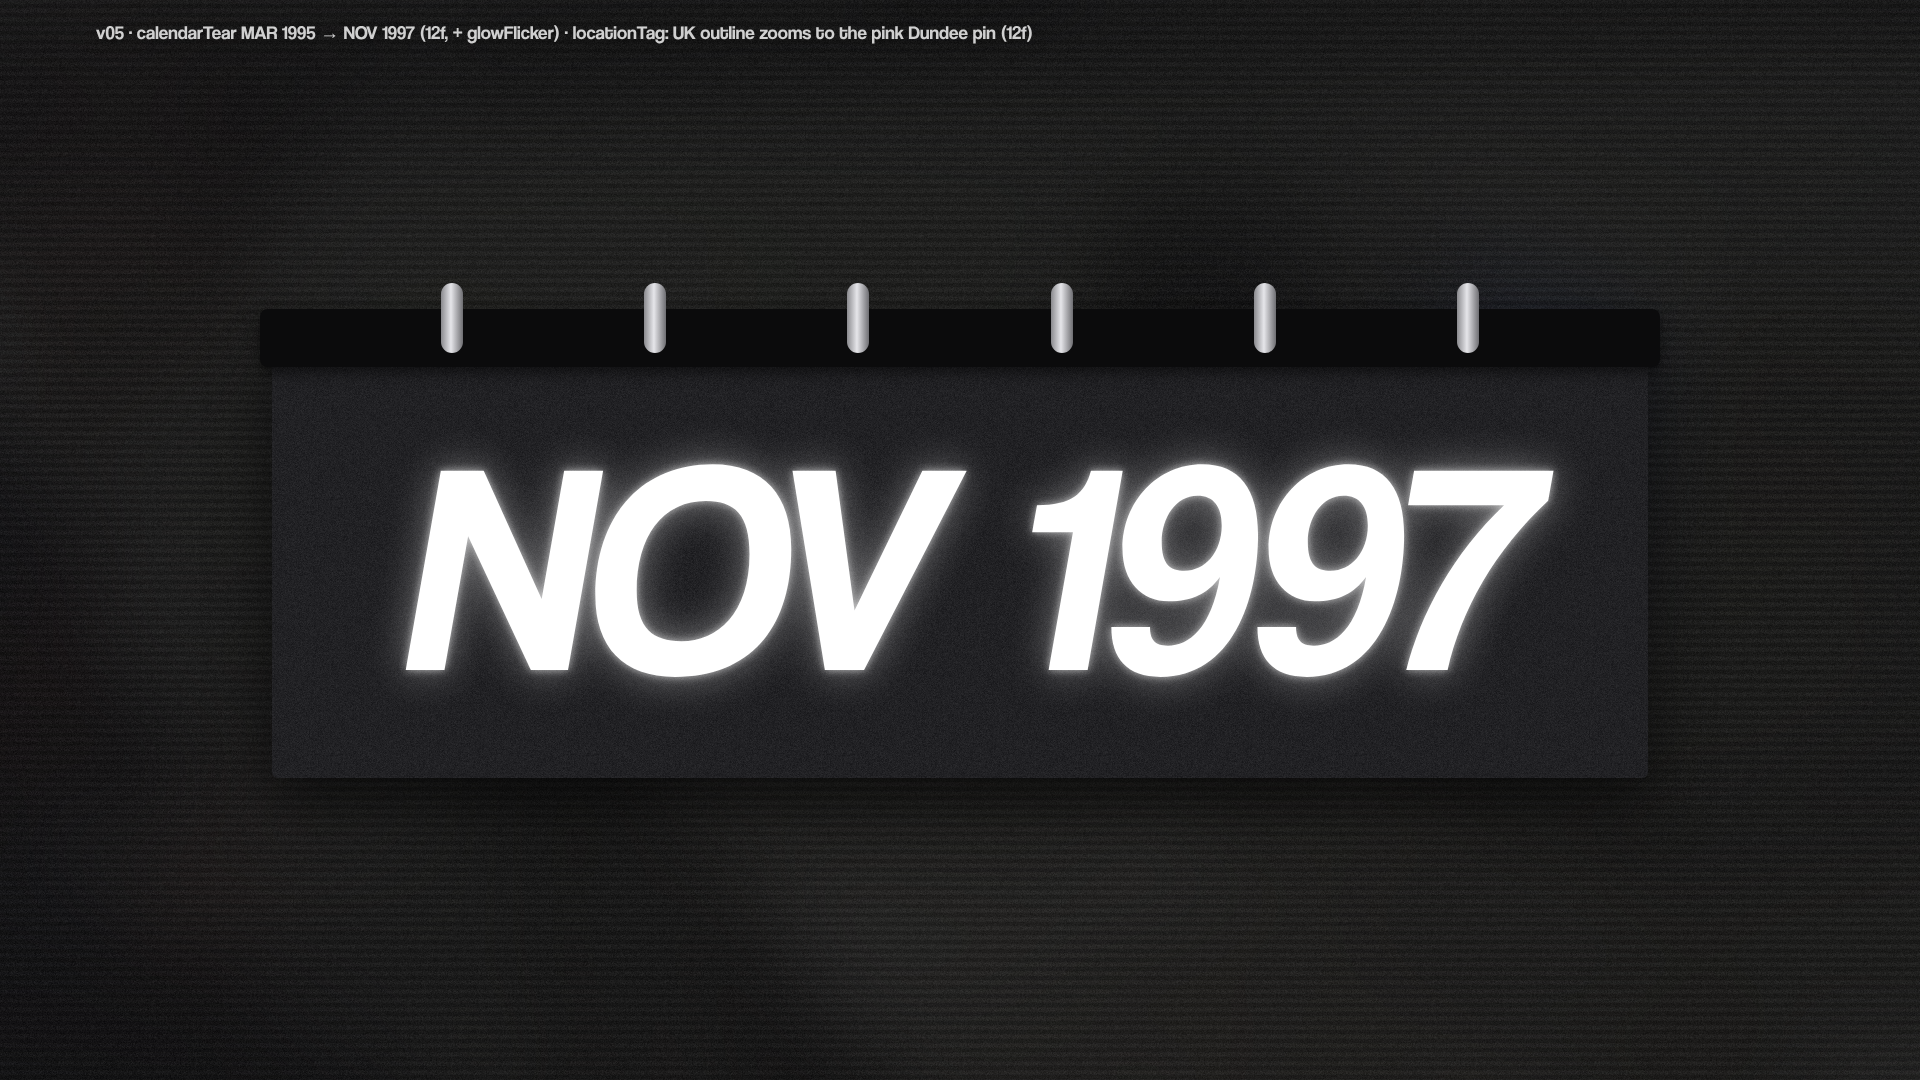 v05 · calendarTear MAR 1995 → NOV 1997 (12f, + glowFlicker) · locationTag: UK outline zooms to the pink Dundee pin (12f)
NOV 1997